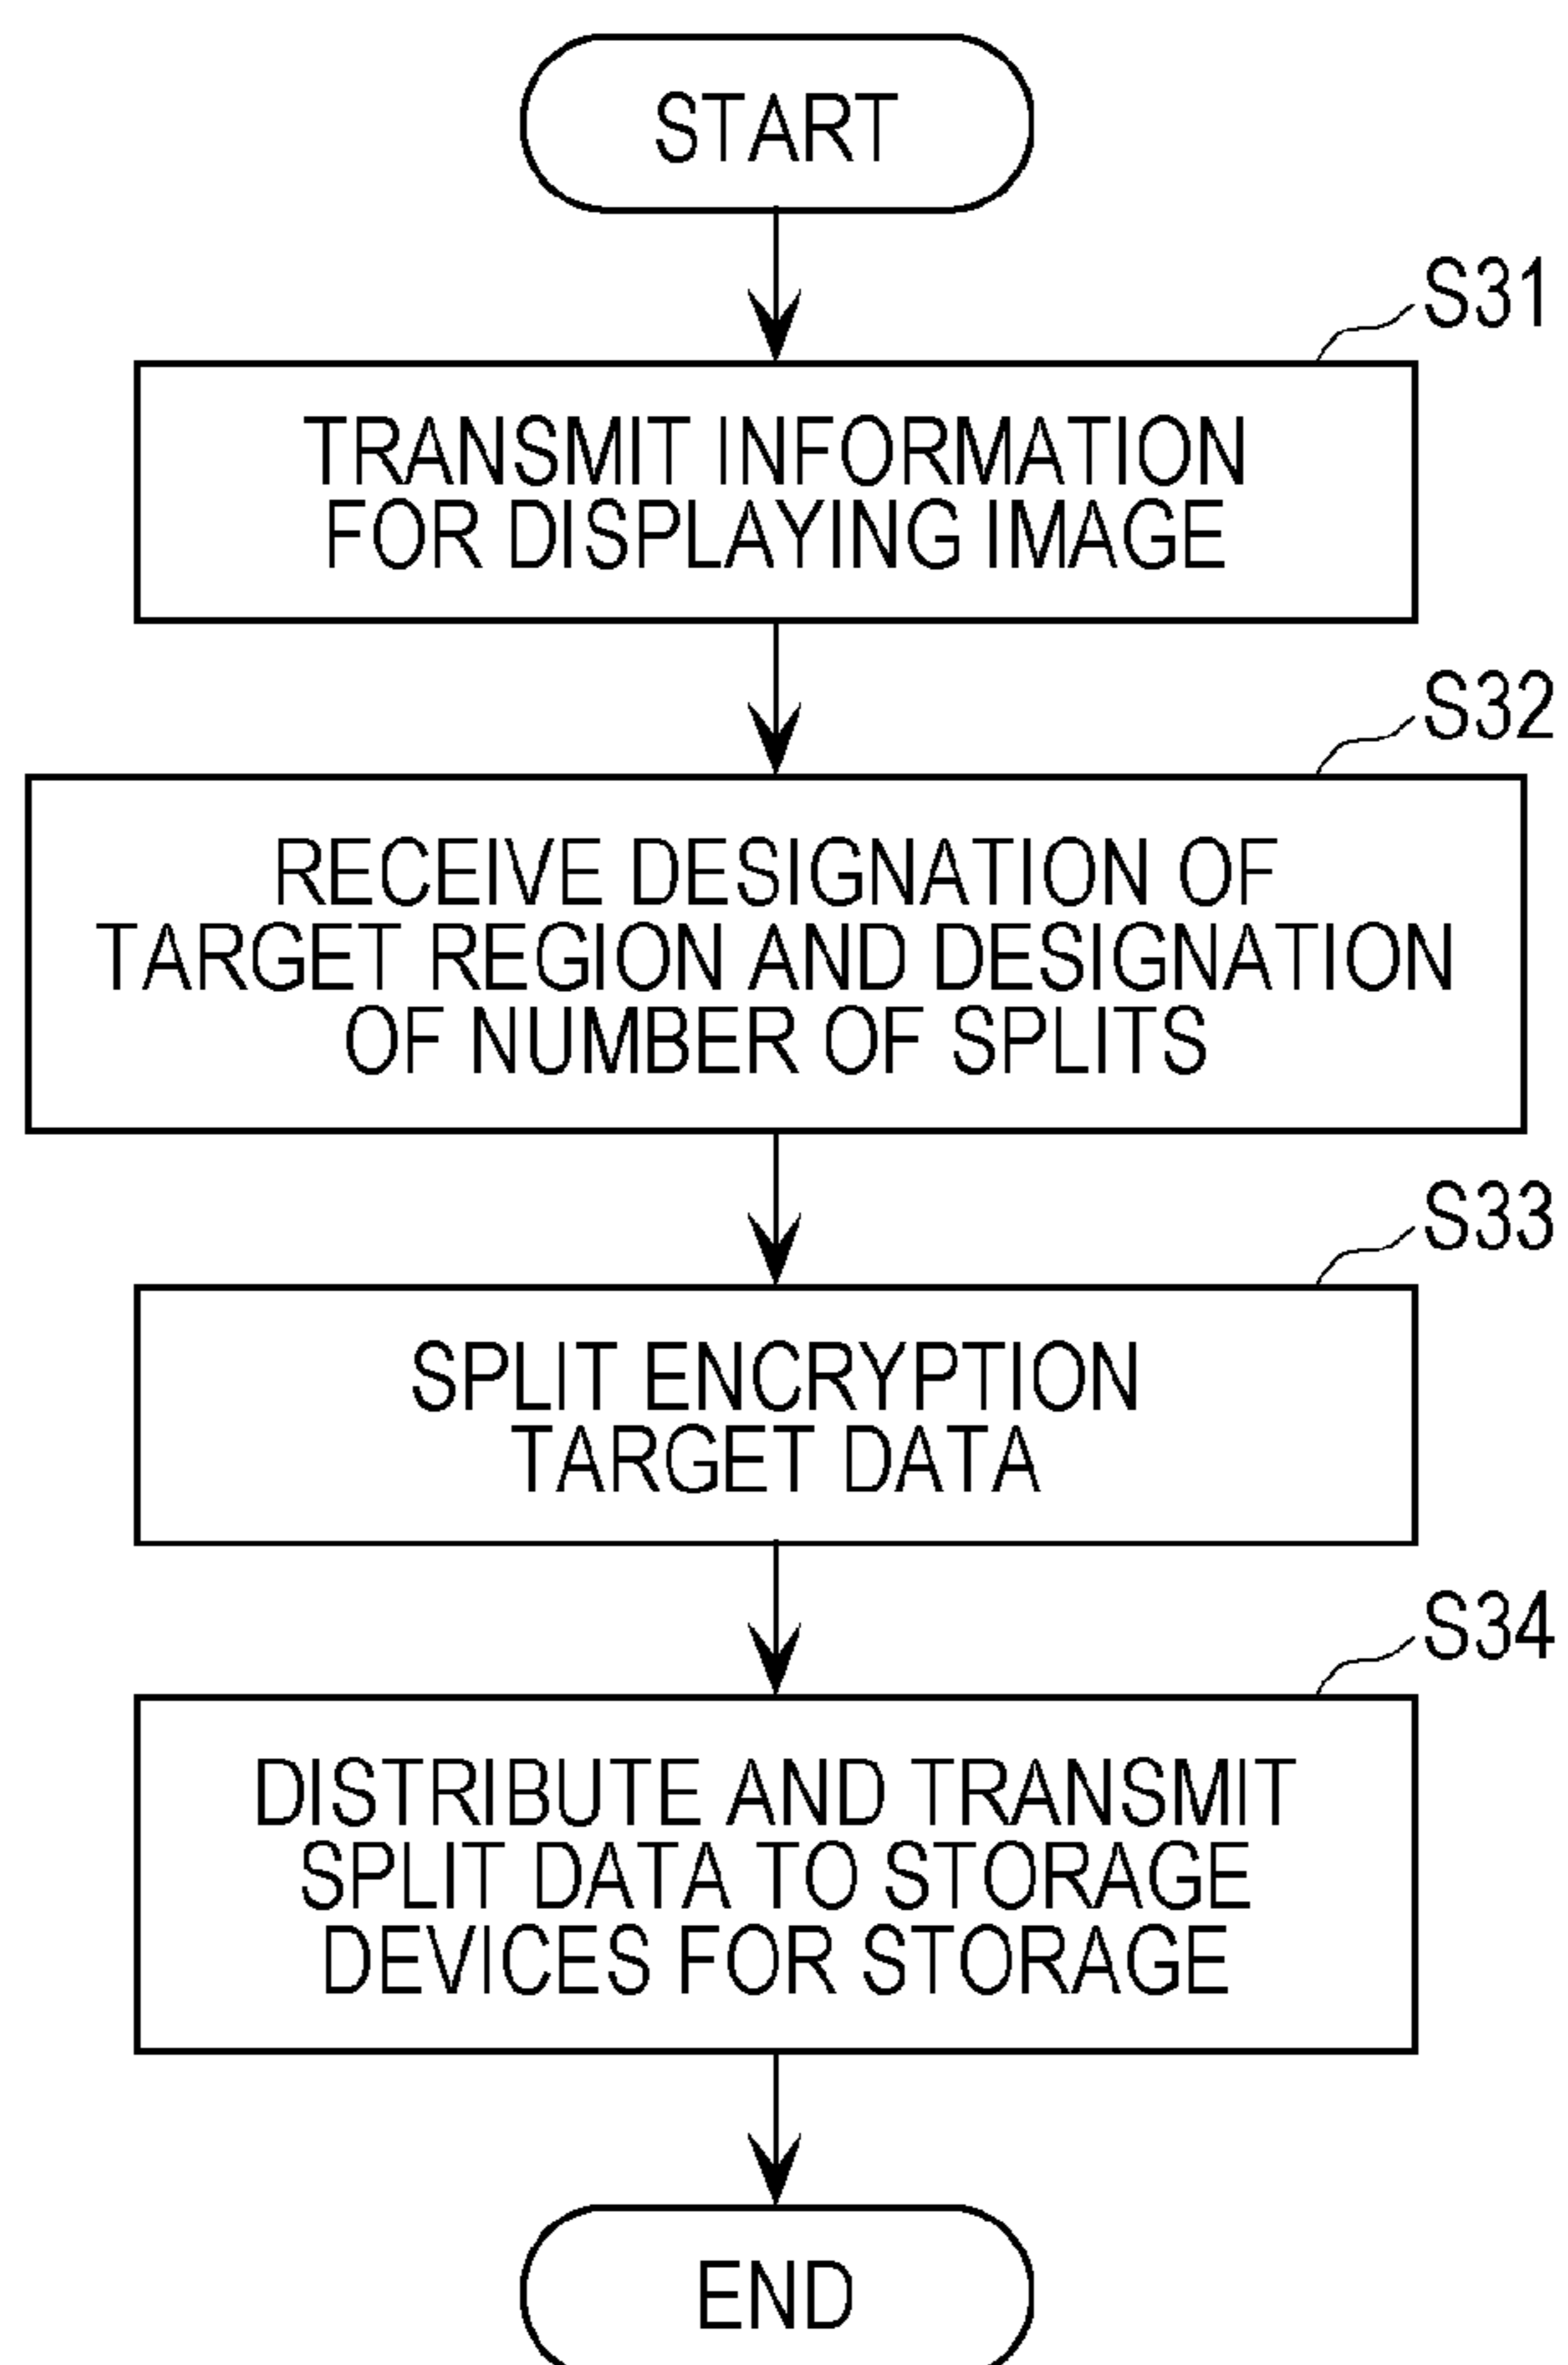 START
S31
TRANSMIT INFORMATION
FOR DISPLAYING IMAGE
S32
RECEIVE DESIGNATION OF
TARGET REGION AND DESIGNATION
OF NUMBER OF SPLITS
S33
SPLIT ENCRYPTION
TARGET DATA
S34
DISTRIBUTE AND TRANSMIT
SPLIT DATA TO STORAGE
DEVICES FOR STORAGE
END